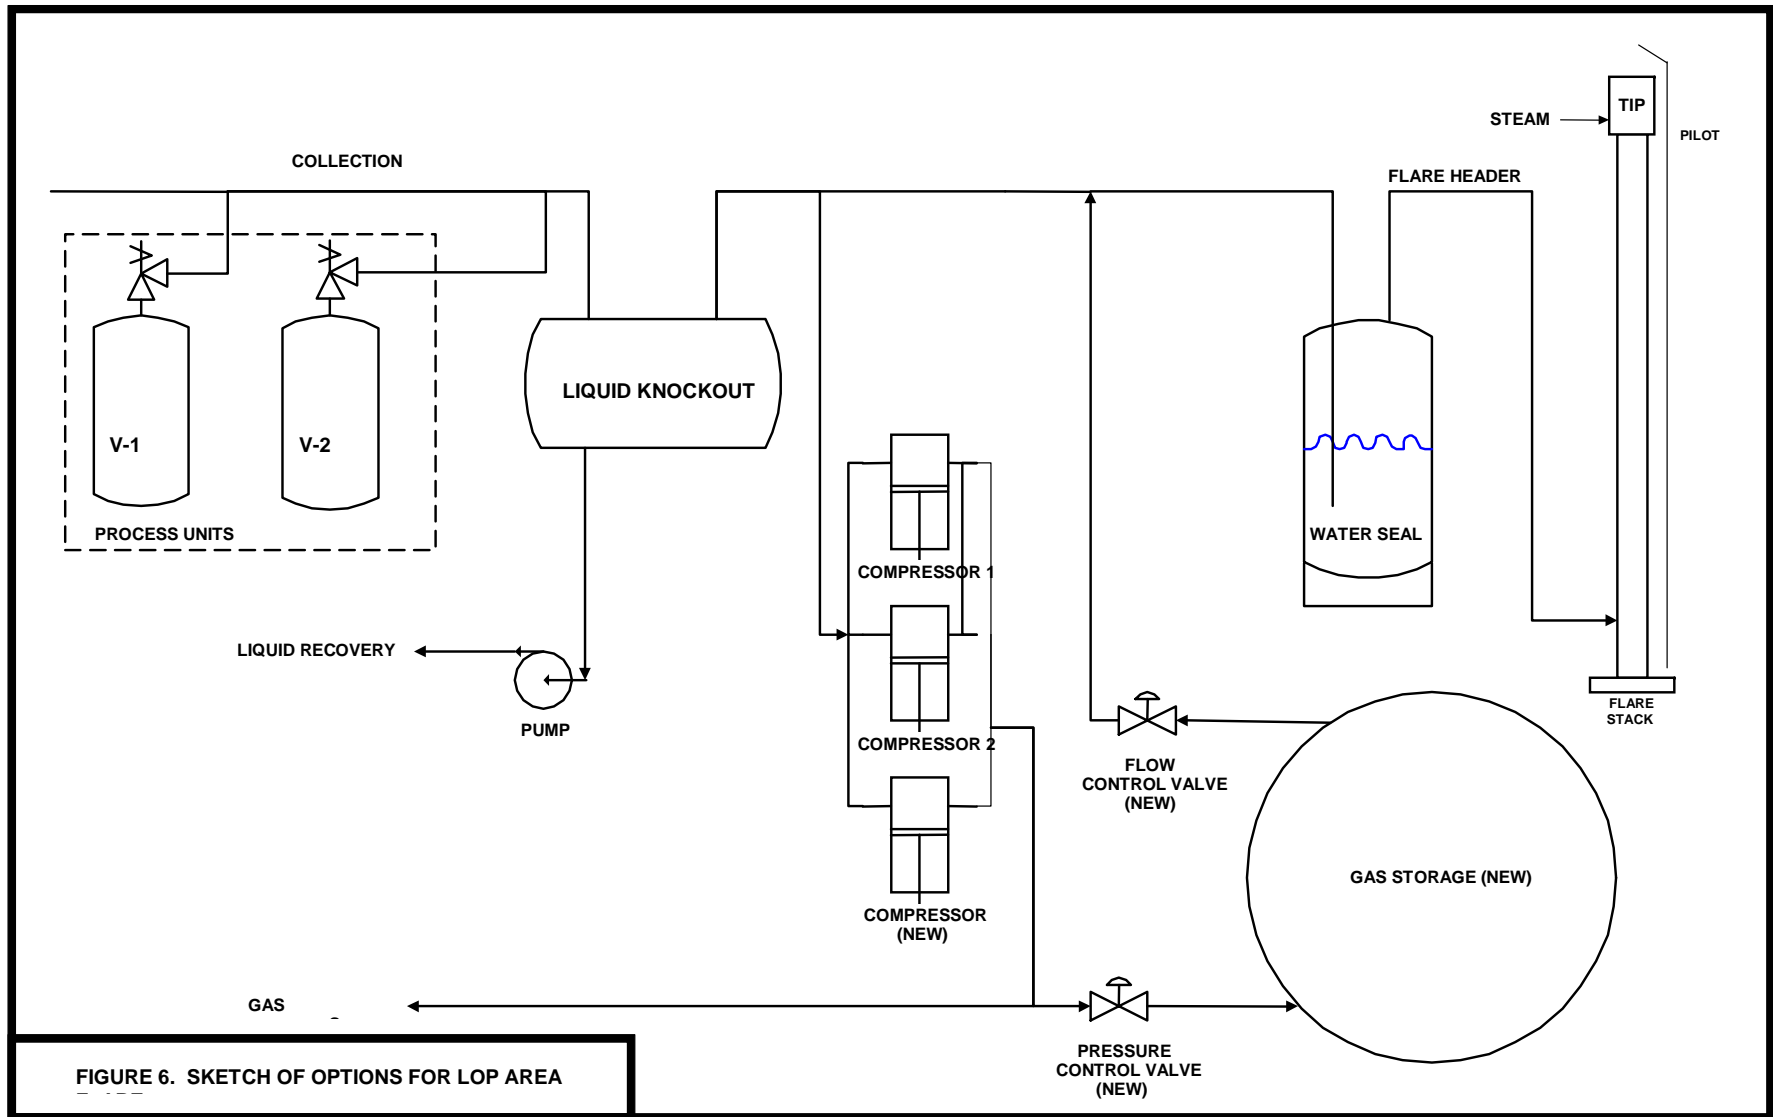 TIP
STEAM
PILOT
COLLECTION
FLARE HEADER
LIQUID KNOCKOUT
V-1
V-2
PROCESS UNITS
WATER SEAL
COMPRESSOR 1
LIQUID RECOVERY
PUMP
COMPRESSOR 2
FLARE
STACK
FLOW
CONTROL VALVE
(NEW)
GAS STORAGE (NEW)
COMPRESSOR
(NEW)
GAS
PRESSURE
CONTROL VALVE
(NEW)
FIGURE 6. SKETCH OF OPTIONS FOR LOP AREA